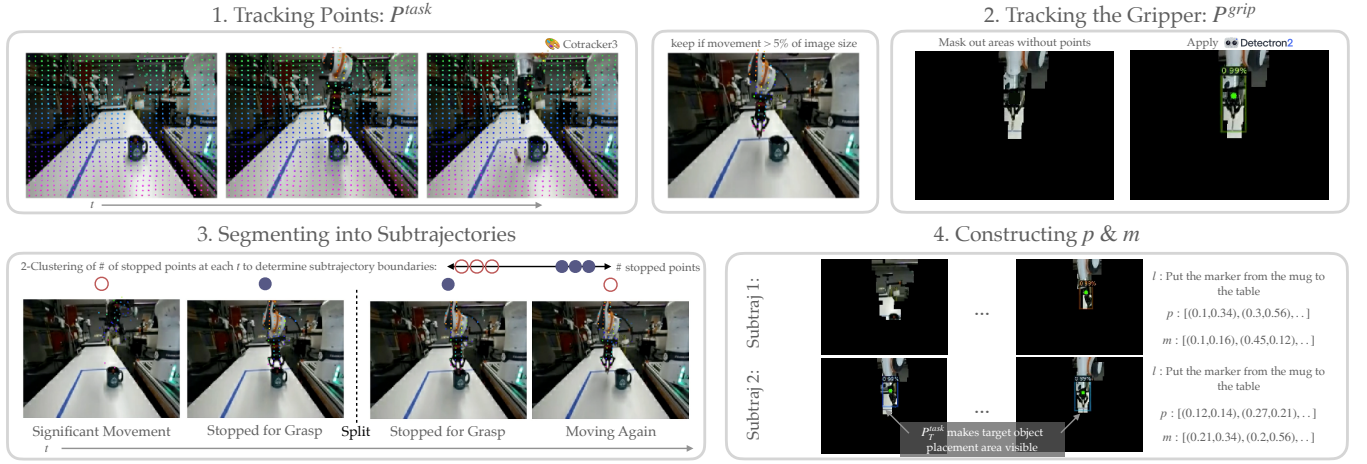 1. Tracking Points: P^task
Cotracker3
t
keep if movement > 5% of image size
2. Tracking the Gripper: P^grip
Mask out areas without points
Apply Detectron2
0 99%
3. Segmenting into Subtrajectories
2-Clustering of # of stopped points at each t to determine subtrajectory boundaries:
# stopped points
Significant Movement
Stopped for Grasp
Split
Stopped for Grasp
Moving Again
t
4. Constructing p & m
Subtraj 1:
...
l : Put the marker from the mug to
the table
p : [(0.1,0.34), (0.3,0.56), . . ]
m : [(0.1,0.16), (0.45,0.12), . . ]
Subtraj 2:
...
P_T^task makes target object
placement area visible
l : Put the marker from the mug to
the table
p : [(0.12,0.14), (0.27,0.21), . . ]
m : [(0.21,0.34), (0.2,0.56), . . ]